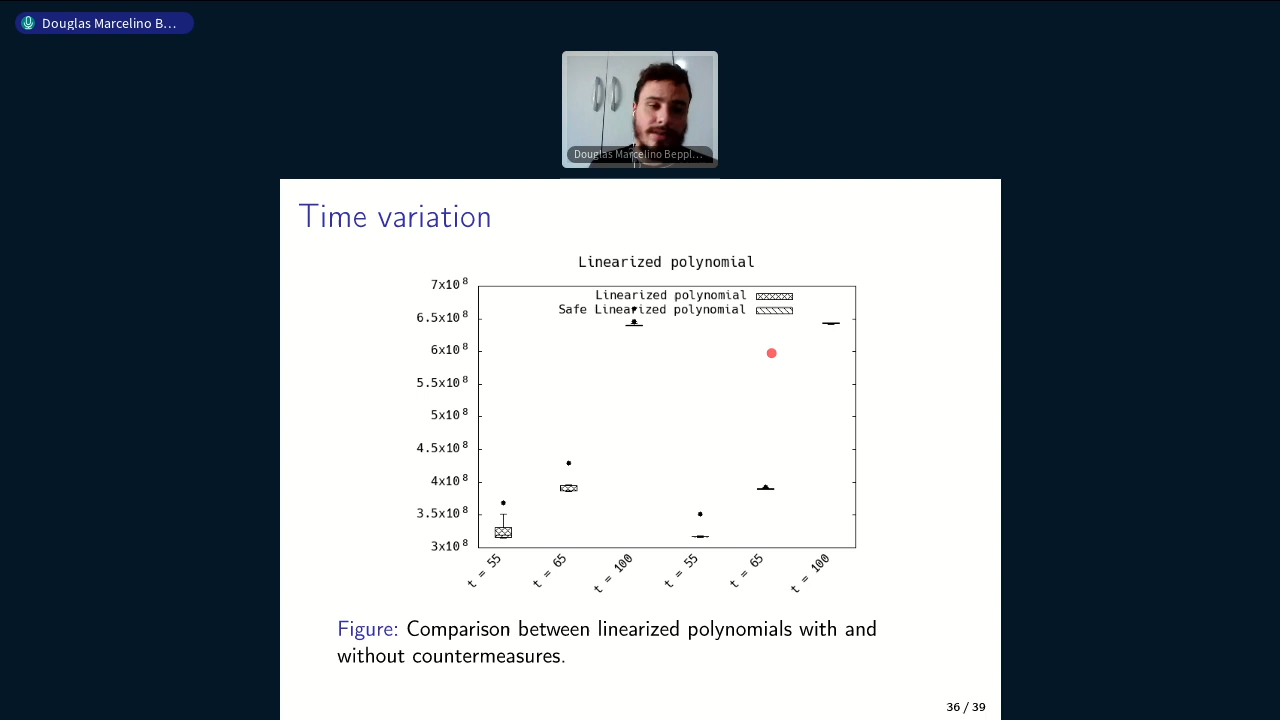 Douglas Marcelino B...
Douglas Marcelino Beppl...
Time variation
Linearized polynomial
7x10^8
Linearized polynomial
Safe Linearized polynomial
6.5x10^8
6x10^8
5.5x10^8
5x10^8
4.5x10^8
4x10^8
3.5x10^8
3x10^8
t = 55
t = 65
t = 100
t = 55
t = 65
t = 100
Figure: Comparison between linearized polynomials with and
without countermeasures.
36 / 39